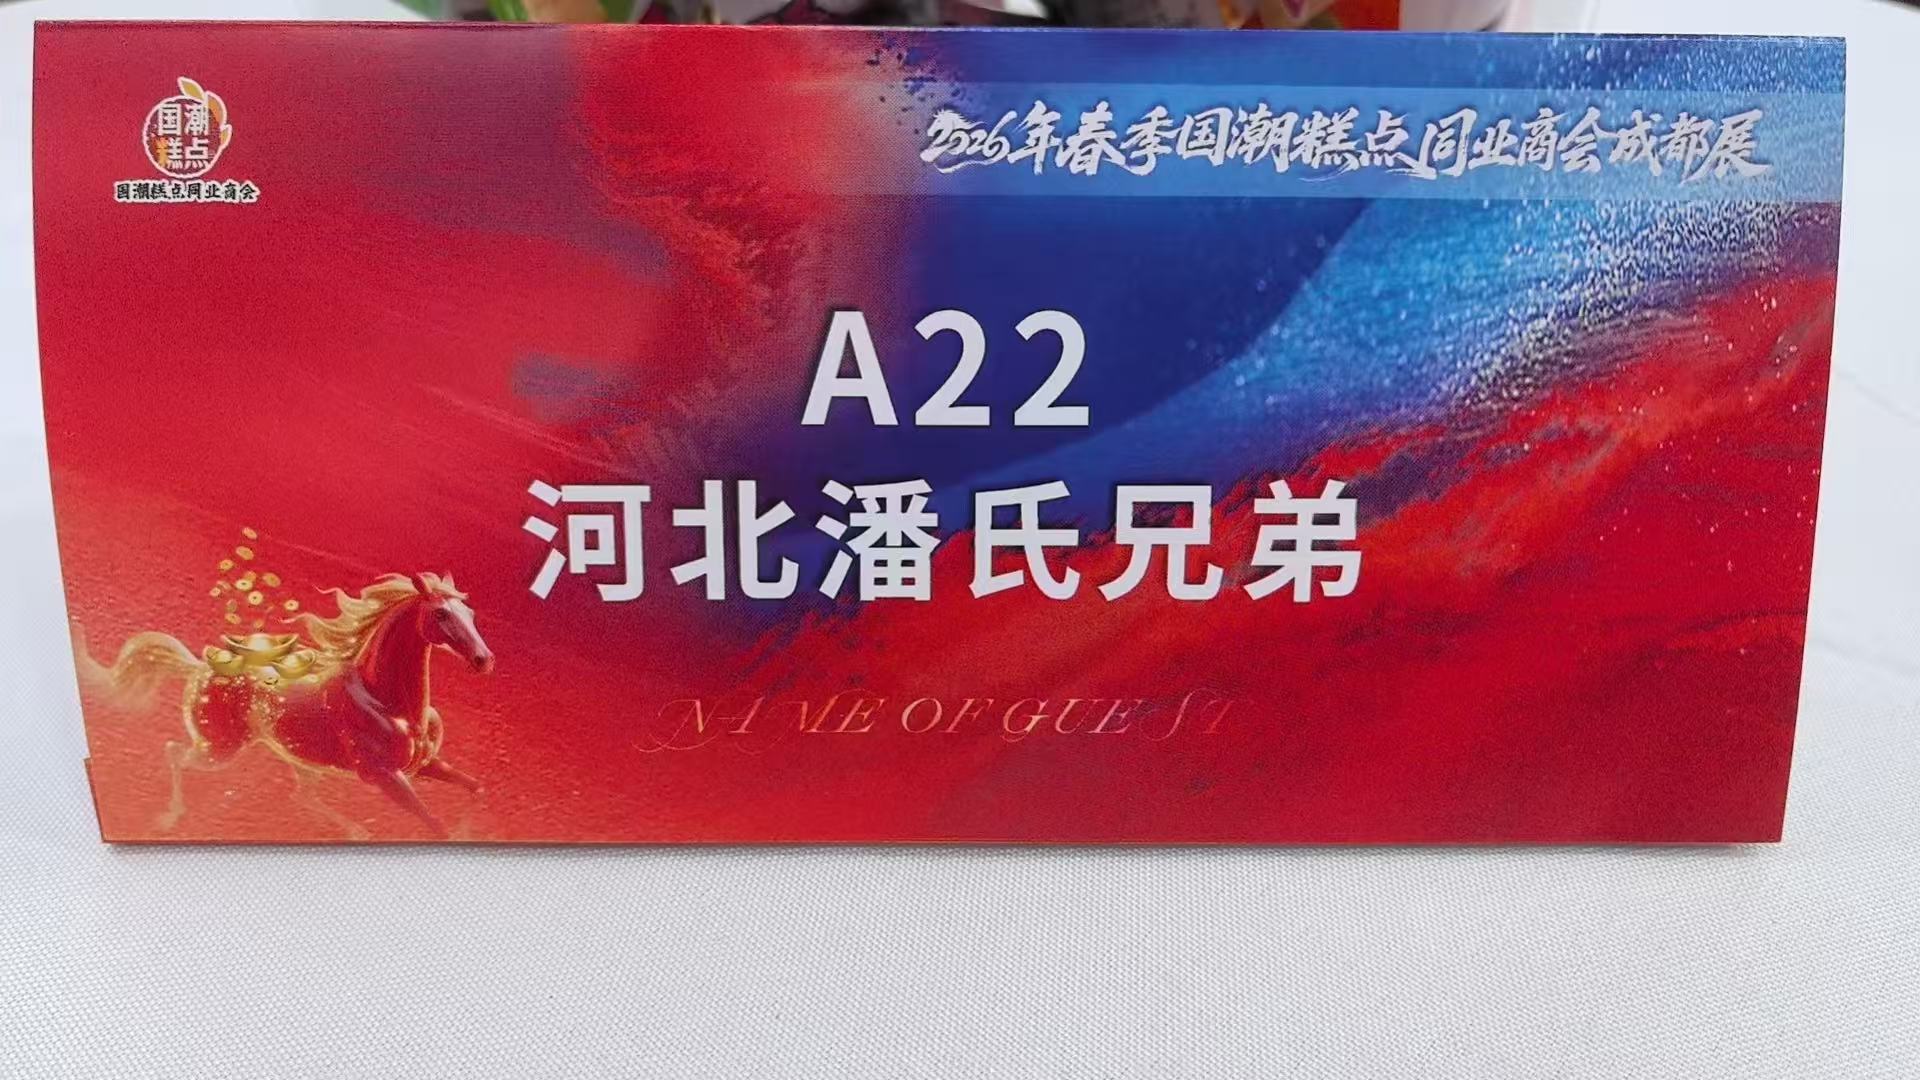 国潮
糕点
国潮糕点同业商会
2026年春季国潮糕点同业商会成都展
A22
河北潘氏兄弟
NAME OF GUEST